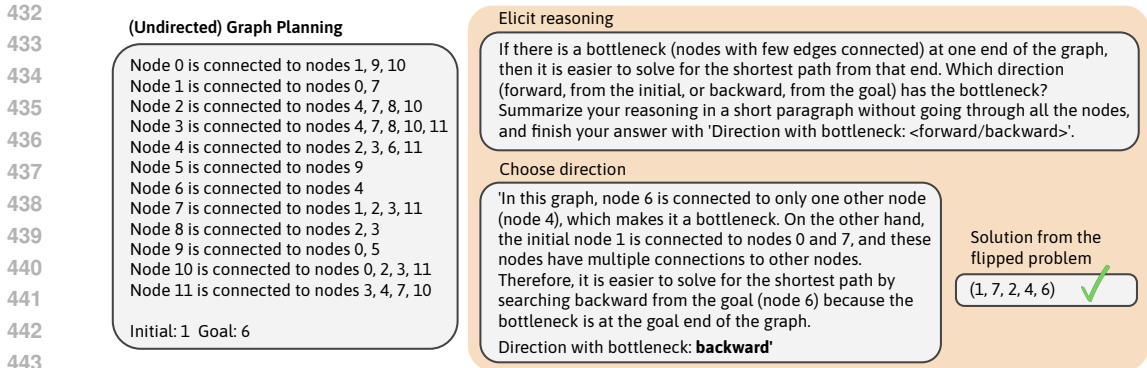 432
433
434
435
436
437
438
439
440
441
442
443
(Undirected) Graph Planning
Node 0 is connected to nodes 1, 9, 10
Node 1 is connected to nodes 0, 7
Node 2 is connected to nodes 4, 7, 8, 10
Node 3 is connected to nodes 4, 7, 8, 10, 11
Node 4 is connected to nodes 2, 3, 6, 11
Node 5 is connected to nodes 9
Node 6 is connected to nodes 4
Node 7 is connected to nodes 1, 2, 3, 11
Node 8 is connected to nodes 2, 3
Node 9 is connected to nodes 0, 5
Node 10 is connected to nodes 0, 2, 3, 11
Node 11 is connected to nodes 3, 4, 7, 10
Initial: 1 Goal: 6
Elicit reasoning
If there is a bottleneck (nodes with few edges connected) at one end of the graph,
then it is easier to solve for the shortest path from that end. Which direction
(forward, from the initial, or backward, from the goal) has the bottleneck?
Summarize your reasoning in a short paragraph without going through all the nodes,
and finish your answer with 'Direction with bottleneck: <forward/backward>'.
Choose direction
'In this graph, node 6 is connected to only one other node
(node 4), which makes it a bottleneck. On the other hand,
the initial node 1 is connected to nodes 0 and 7, and these
nodes have multiple connections to other nodes.
Therefore, it is easier to solve for the shortest path by
searching backward from the goal (node 6) because the
bottleneck is at the goal end of the graph.
Direction with bottleneck: backward'
Solution from the
flipped problem
(1, 7, 2, 4, 6)